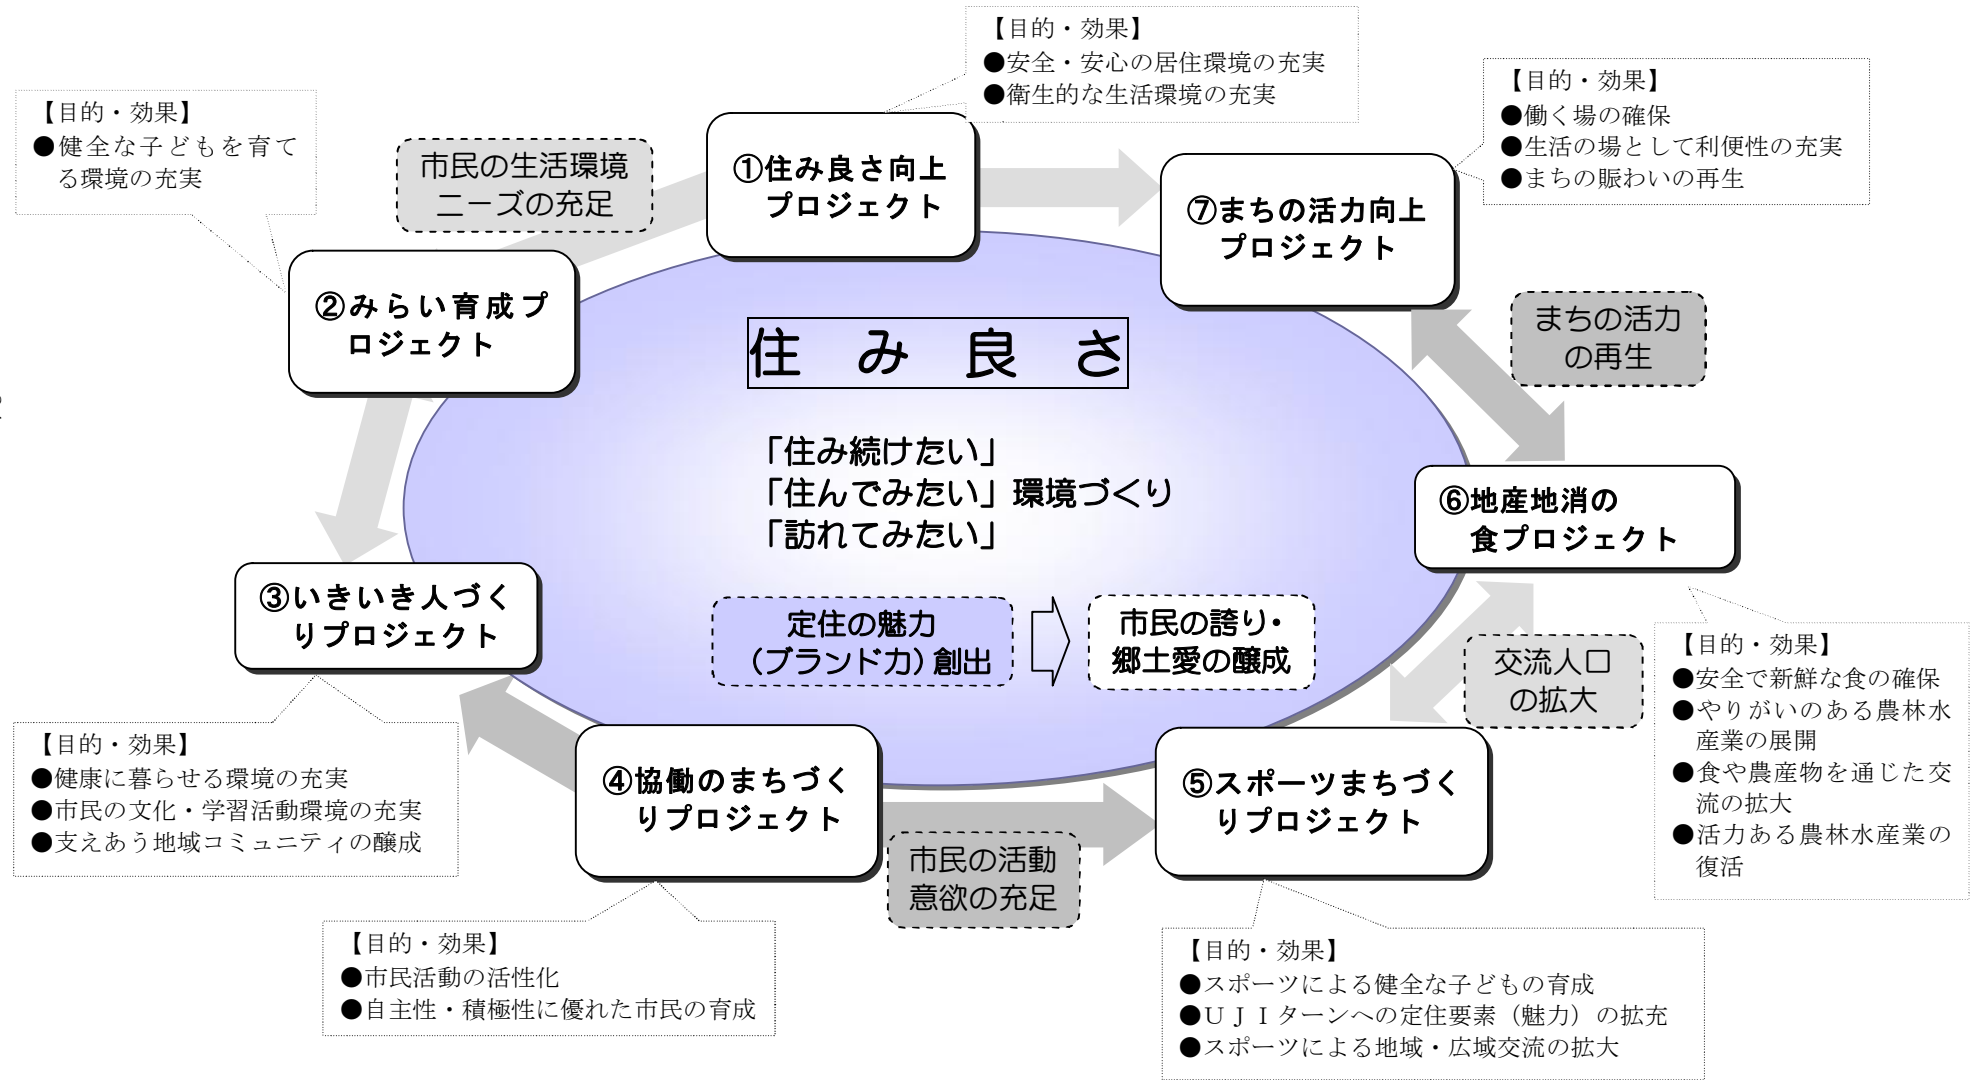 【目的・効果】
●安全・安心の居住環境の充実
●衛生的な生活環境の充実
【目的・効果】
●働く場の確保
●生活の場として利便性の充実
●まちの賑わいの再生
【目的・効果】
●健全な子どもを育て
る環境の充実
市民の生活環境
ニーズの充足
①住み良さ向上
プロジェクト
⑦まちの活力向上
プロジェクト
②みらい育成プ
ロジェクト
まちの活力
の再生
住み良さ
「住み続けたい」
「住んでみたい」環境づくり
「訪れてみたい」
⑥地産地消の
食プロジェクト
③いきいき人づく
りプロジェクト
定住の魅力
（ブランド力）創出
市民の誇り・
郷土愛の醸成
交流人口
の拡大
【目的・効果】
●安全で新鮮な食の確保
●やりがいのある農林水
産業の展開
●食や農産物を通じた交
流の拡大
●活力ある農林水産業の
復活
【目的・効果】
●健康に暮らせる環境の充実
●市民の文化・学習活動環境の充実
●支えあう地域コミュニティの醸成
④協働のまちづく
りプロジェクト
⑤スポーツまちづく
りプロジェクト
市民の活動
意欲の充足
【目的・効果】
●市民活動の活性化
●自主性・積極性に優れた市民の育成
【目的・効果】
●スポーツによる健全な子どもの育成
●ＵＪＩターンへの定住要素（魅力）の拡充
●スポーツによる地域・広域交流の拡大